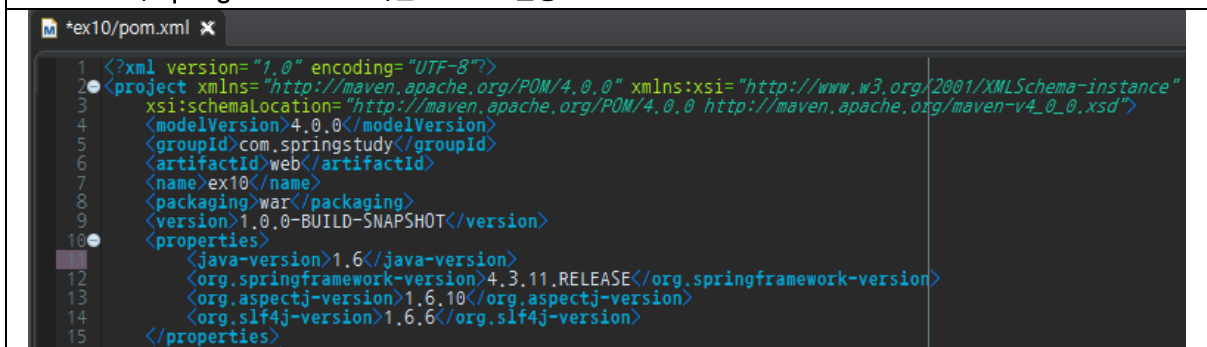 *ex10/pom.xml
1 <?xml version="1.0" encoding="UTF-8"?>
2 <project xmlns="http://maven.apache.org/POM/4.0.0" xmlns:xsi="http://www.w3.org/2001/XMLSchema-instance"
3 xsi:schemaLocation="http://maven.apache.org/POM/4.0.0 http://maven.apache.org/maven-v4_0_0.xsd">
4 <modelVersion>4.0.0</modelVersion>
5 <groupId>com.springstudy</groupId>
6 <artifactId>web</artifactId>
7 <name>ex10</name>
8 <packaging>war</packaging>
9 <version>1.0.0-BUILD-SNAPSHOT</version>
10 <properties>
11 <java-version>1.6</java-version>
12 <org.springframework-version>4.3.11.RELEASE</org.springframework-version>
13 <org.aspectj-version>1.6.10</org.aspectj-version>
14 <org.slf4j-version>1.6.6</org.slf4j-version>
15 </properties>